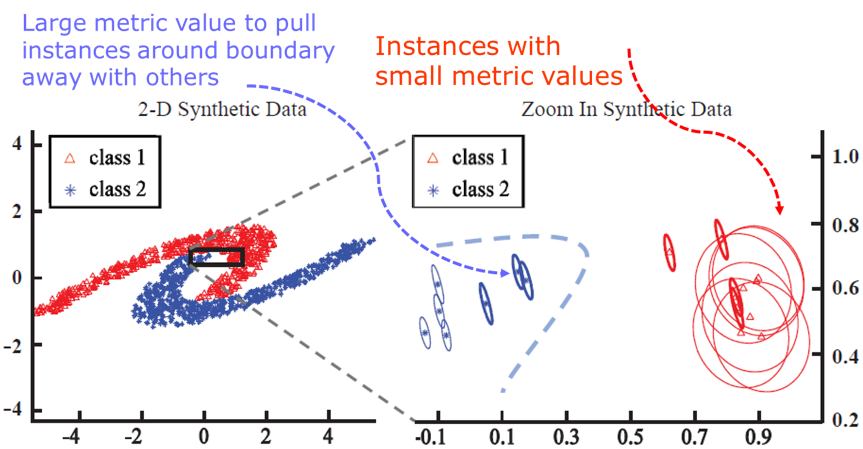 Large metric value to pull
instances around boundary
away with others
Instances with
small metric values
2-D Synthetic Data
Zoom In Synthetic Data
class 1
class 2
class 1
class 2
4
2
0
-2
-4
-4
-2
0
2
4
1.0
0.8
0.6
0.4
0.2
-0.1
0.1
0.3
0.5
0.7
0.9